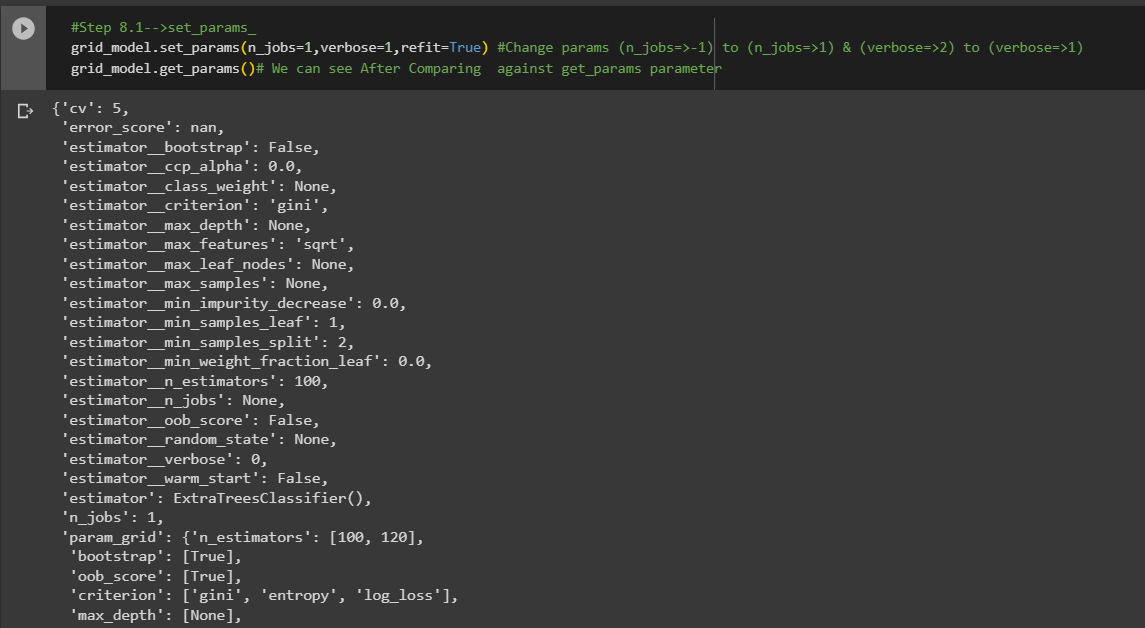 #Step 8.1-->set_params_
grid_model.set_params(n_jobs=1,verbose=1,refit=True) #Change params (n_jobs=>-1) to (n_jobs=>1) & (verbose=>2) to (verbose=>1)
grid_model.get_params()# We can see After Comparing  against get_params parameter
{'cv': 5,
 'error_score': nan,
 'estimator__bootstrap': False,
 'estimator__ccp_alpha': 0.0,
 'estimator__class_weight': None,
 'estimator__criterion': 'gini',
 'estimator__max_depth': None,
 'estimator__max_features': 'sqrt',
 'estimator__max_leaf_nodes': None,
 'estimator__max_samples': None,
 'estimator__min_impurity_decrease': 0.0,
 'estimator__min_samples_leaf': 1,
 'estimator__min_samples_split': 2,
 'estimator__min_weight_fraction_leaf': 0.0,
 'estimator__n_estimators': 100,
 'estimator__n_jobs': None,
 'estimator__oob_score': False,
 'estimator__random_state': None,
 'estimator__verbose': 0,
 'estimator__warm_start': False,
 'estimator': ExtraTreesClassifier(),
 'n_jobs': 1,
 'param_grid': {'n_estimators': [100, 120],
  'bootstrap': [True],
  'oob_score': [True],
  'criterion': ['gini', 'entropy', 'log_loss'],
  'max_depth': [None],